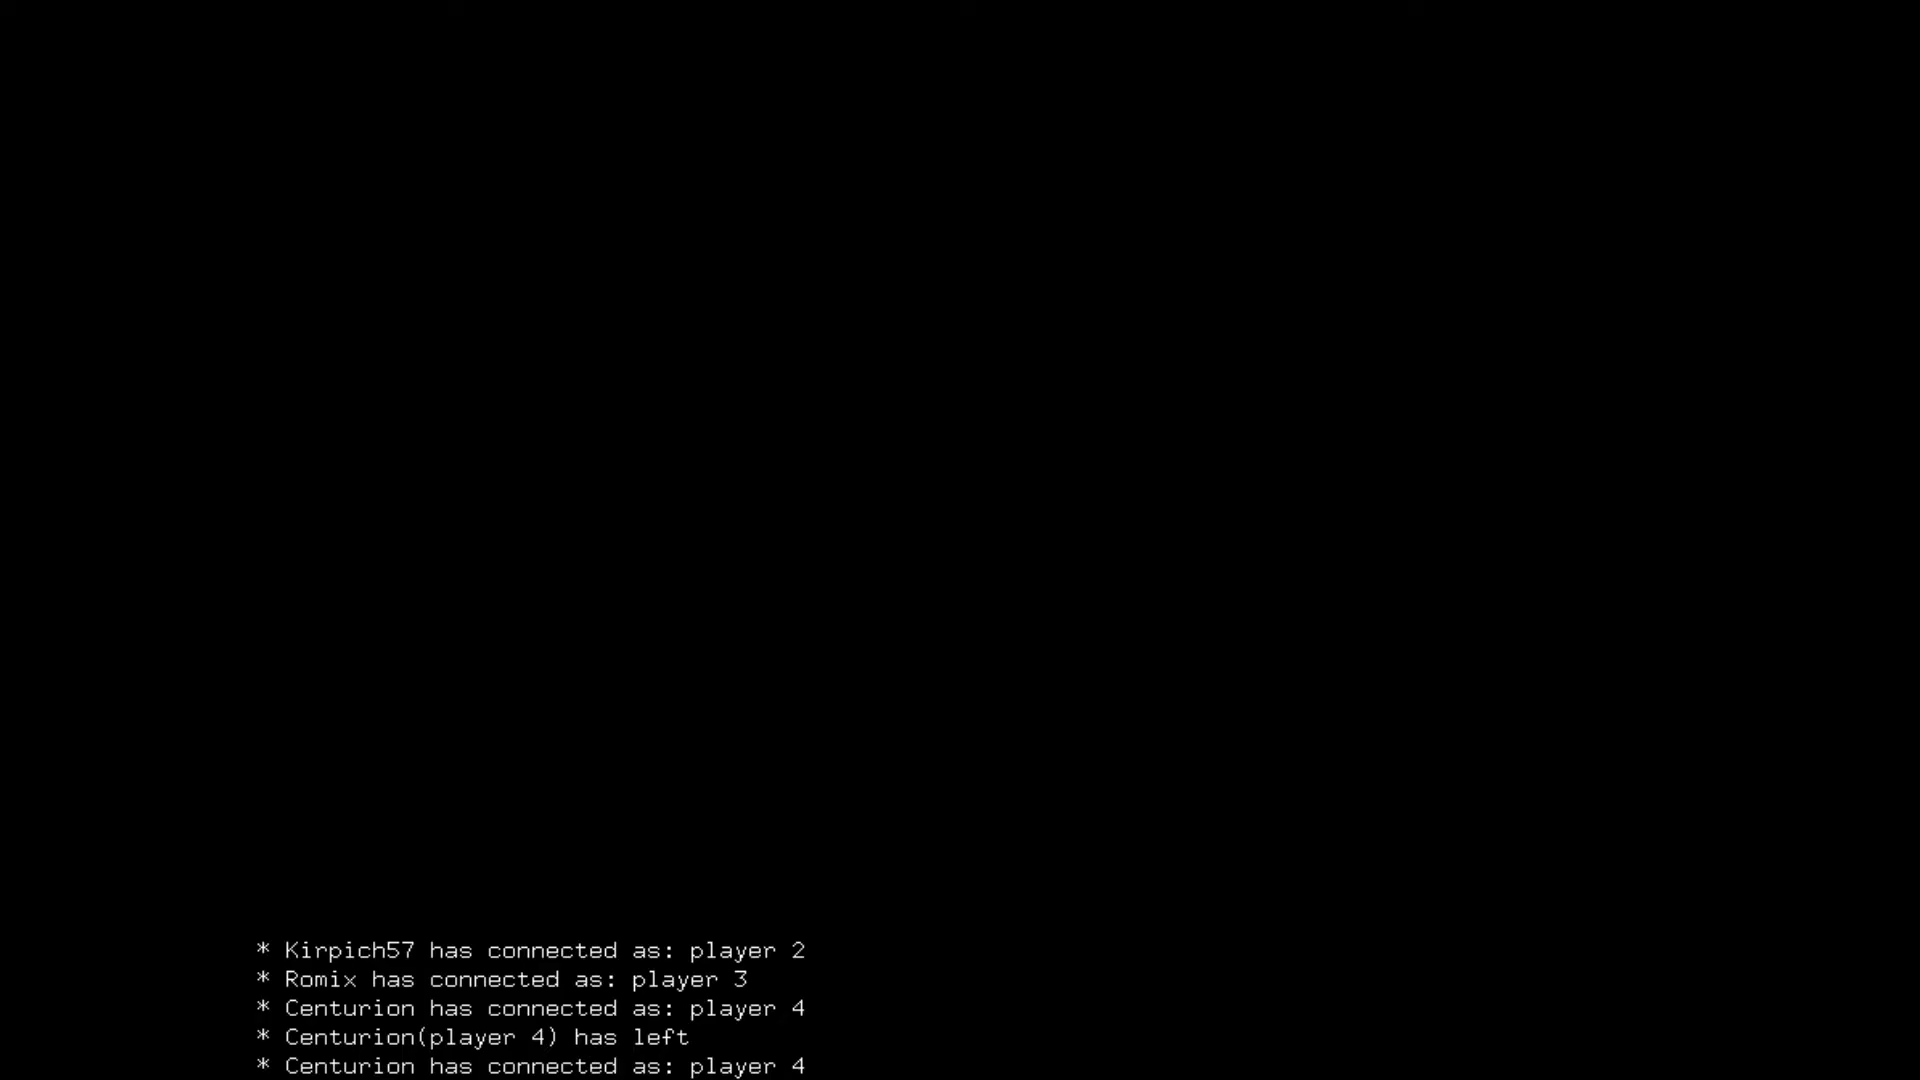 * Kirpich57 has connected as: player 2
* Romix has connected as: player 3
* Centurion has connected as: player 4
* Centurion(player 4) has left
* Centurion has connected as: player 4